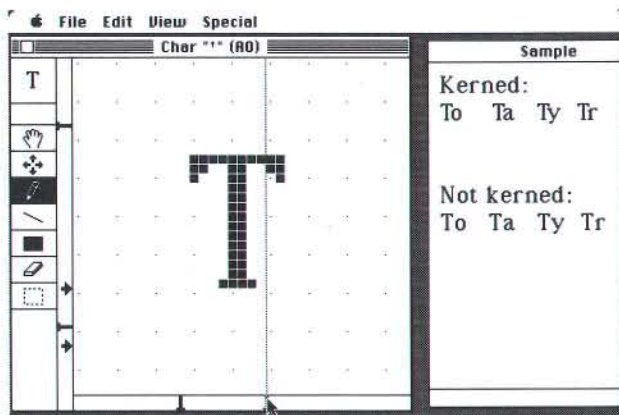 File Edit View Special
Char "†" (A0)
T
Sample
Kerned:
To Ta Ty Tr
Not kerned:
To Ta Ty Tr